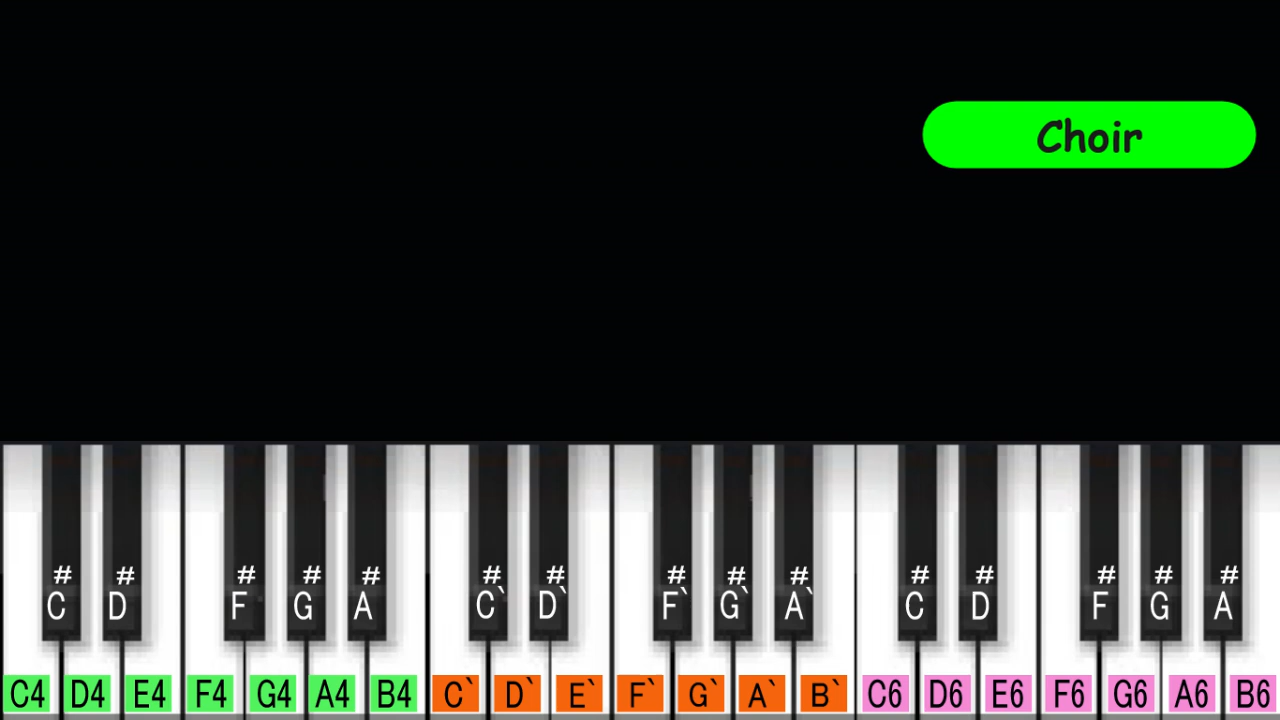 Choir
# # # # # # # # # # # # # # #
C D F G A C` D` F` G` A` C D F G A
C4 D4 E4 F4 G4 A4 B4 C` D` E` F` G` A` B` C6 D6 E6 F6 G6 A6 B6